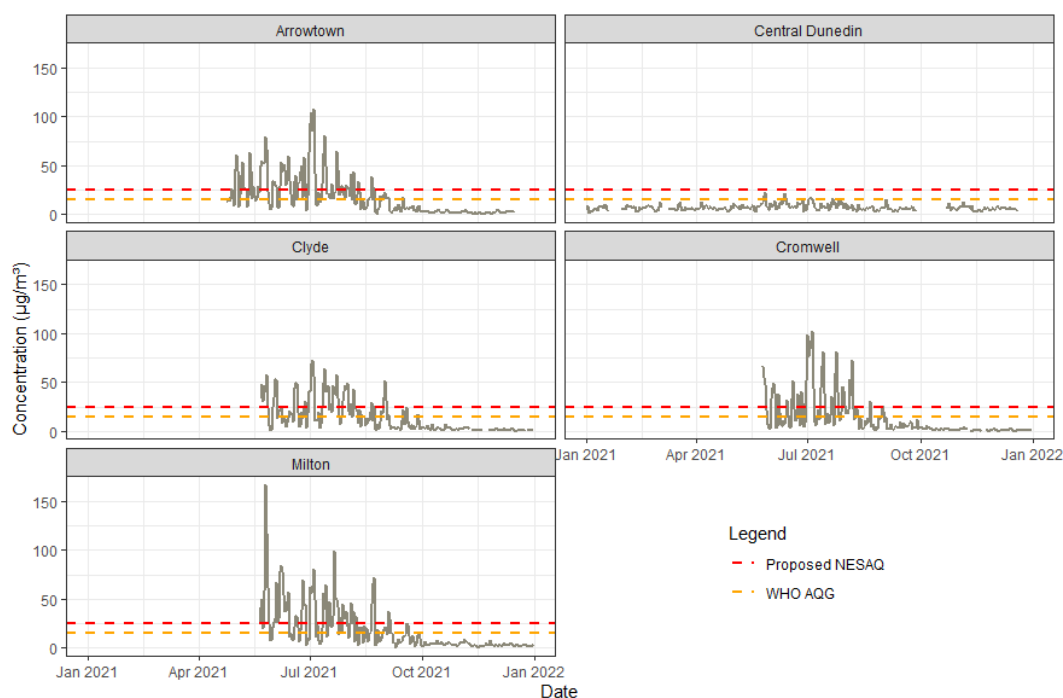 Arrowtown
Central Dunedin
150
100
50
0
Clyde
Cromwell
150
100
50
0
Jan 2021 Apr 2021 Jul 2021 Oct 2021 Jan 2022
Milton
150
100
50
0
Jan 2021 Apr 2021 Jul 2021 Oct 2021 Jan 2022
Concentration (µg/m³)
Date
Legend
Proposed NESAQ
WHO AQG